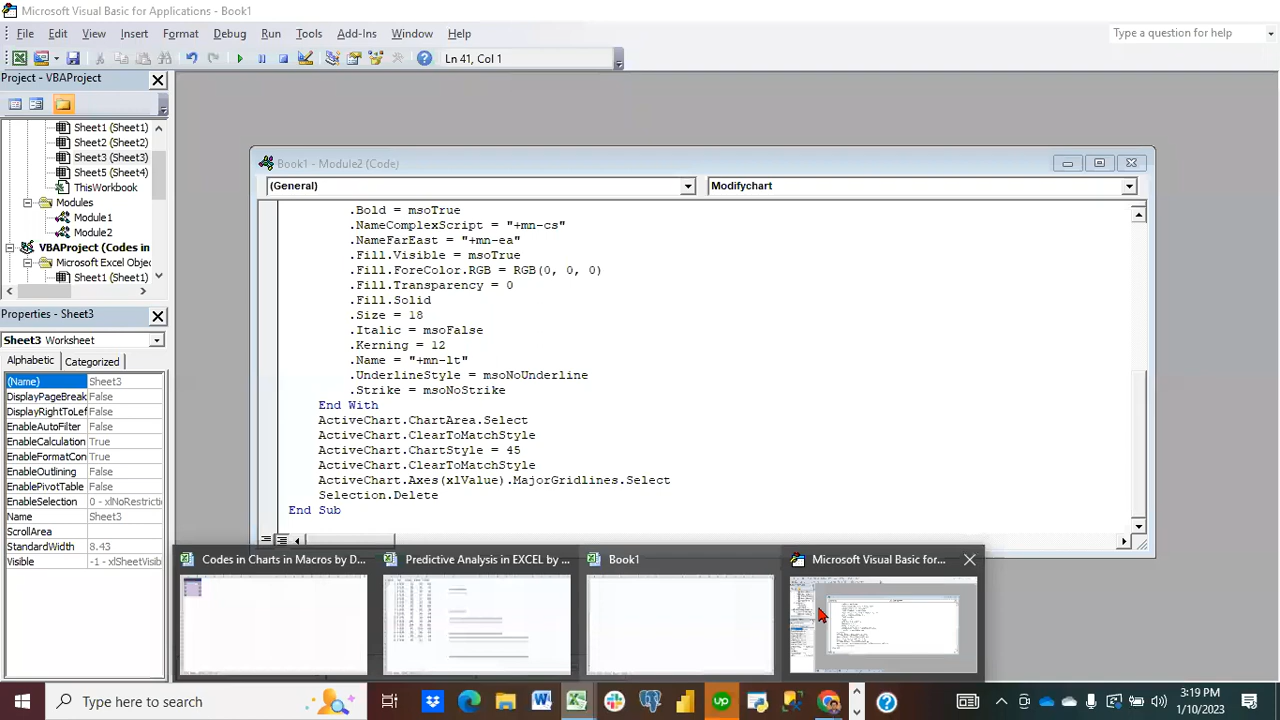 Microsoft Visual Basic for Applications - Book1
File Edit View Insert Format Debug Run Tools Add-Ins Window Help
Type a question for help
Ln 41, Col 1
Project - VBAProject
Sheet1 (Sheet1)
Sheet2 (Sheet2)
Sheet3 (Sheet3)
Sheet5 (Sheet4)
ThisWorkbook
Modules
Module1
Module2
VBAProject (Codes in
Microsoft Excel Objec
Sheet1 (Sheet1)
Properties - Sheet3
Sheet3 Worksheet
Alphabetic Categorized
(Name) Sheet3
DisplayPageBreak False
DisplayRightToLef False
EnableAutoFilter False
EnableCalculation True
EnableFormatCon True
EnableOutlining False
EnablePivotTable False
EnableSelection 0 - xlNoRestricti
Name Sheet3
ScrollArea
StandardWidth 8.43
Visible -1 - xlSheetVisibl
Book1 - Module2 (Code)
(General) Modifychart
.Bold = msoTrue
.NameComplexScript = "+mn-cs"
.NameFarEast = "+mn-ea"
.Fill.Visible = msoTrue
.Fill.ForeColor.RGB = RGB(0, 0, 0)
.Fill.Transparency = 0
.Fill.Solid
.Size = 18
.Italic = msoFalse
.Kerning = 12
.Name = "+mn-lt"
.UnderlineStyle = msoNoUnderline
.Strike = msoNoStrike
End With
ActiveChart.ChartArea.Select
ActiveChart.ClearToMatchStyle
ActiveChart.ChartStyle = 45
ActiveChart.ClearToMatchStyle
ActiveChart.Axes(xlValue).MajorGridlines.Select
Selection.Delete
End Sub
Codes in Charts in Macros by D... Predictive Analysis in EXCEL by ... Book1 Microsoft Visual Basic for...
Type here to search
up
3:19 PM
1/10/2023